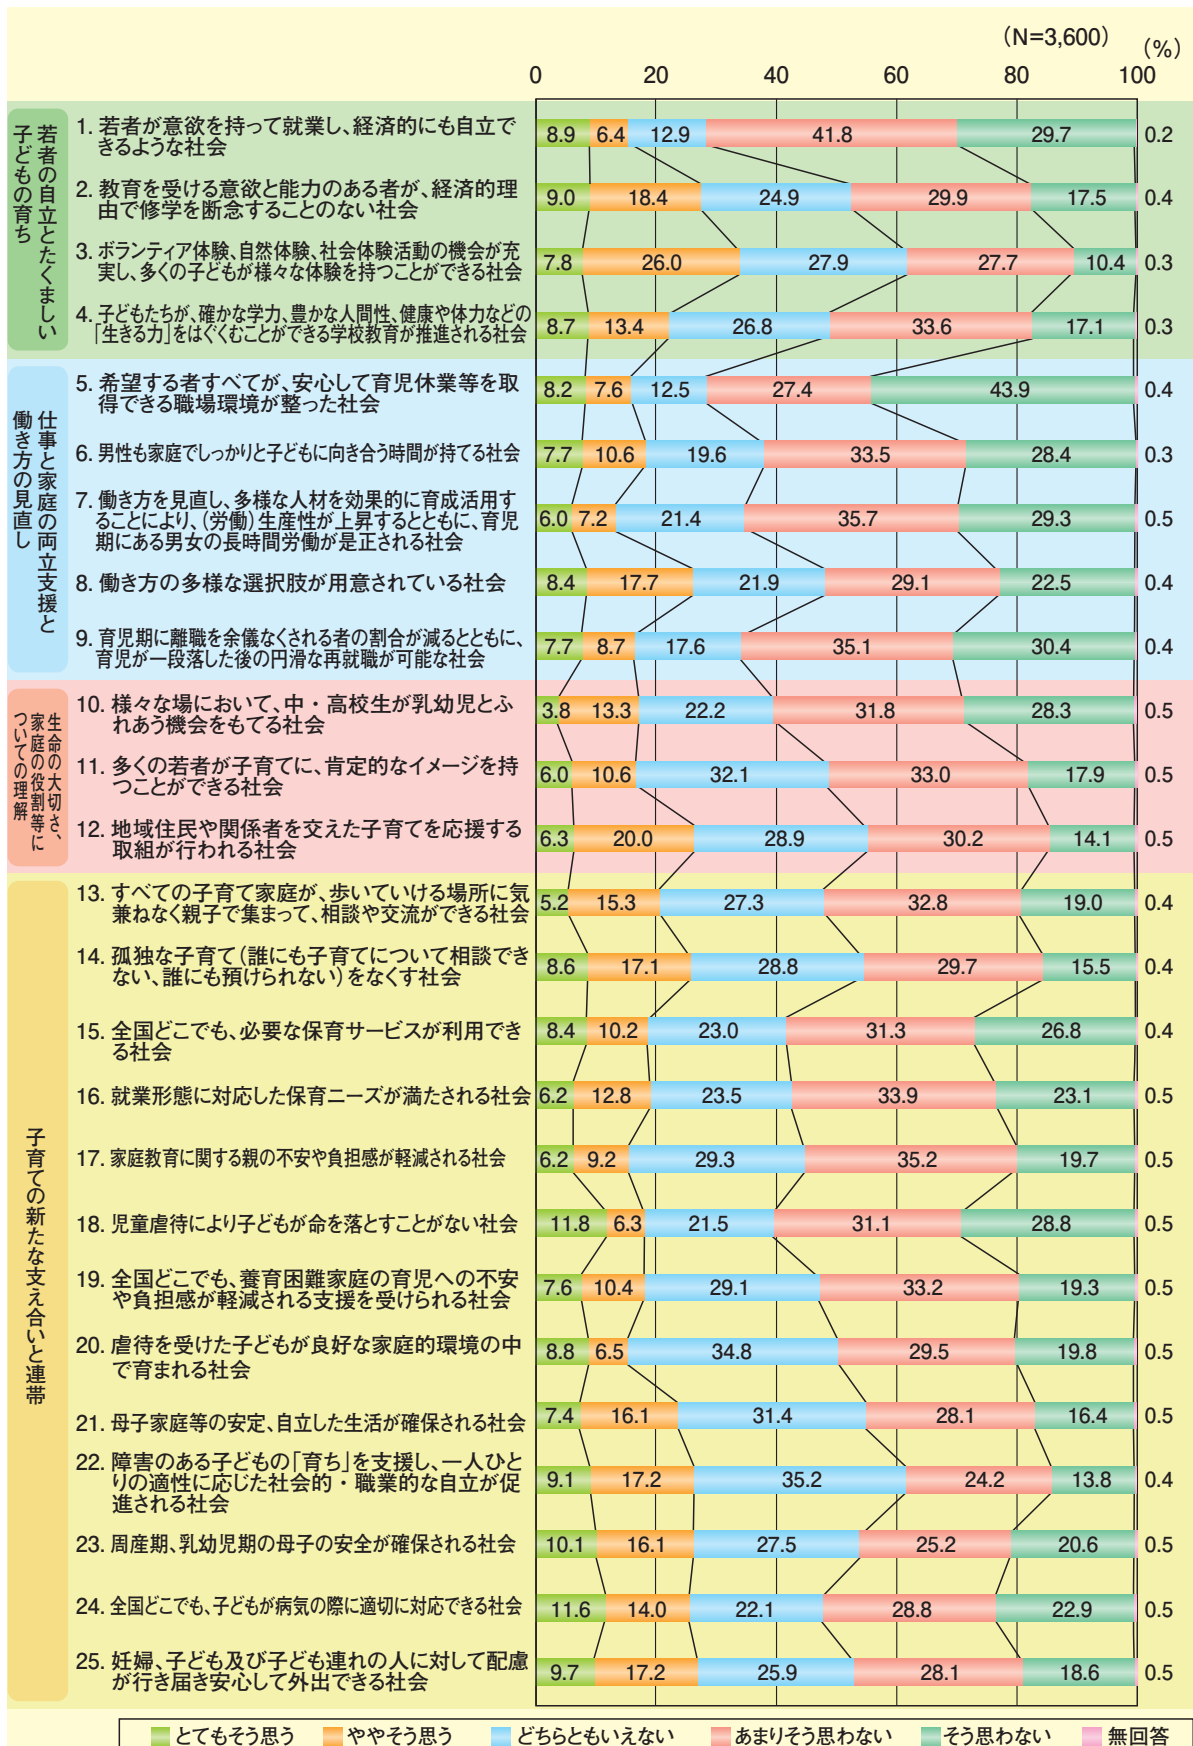 (N=3,600)
(%)
0 20 40 60 80 100
若者の自立とたくましい
子どもの育ち
1. 若者が意欲を持って就業し、経済的にも自立で
きるような社会
8.9 6.4 12.9 41.8 29.7 0.2
2. 教育を受ける意欲と能力のある者が、経済的理
由で修学を断念することのない社会
9.0 18.4 24.9 29.9 17.5 0.4
3. ボランティア体験、自然体験、社会体験活動の機会が充
実し、多くの子どもが様々な体験を持つことができる社会
7.8 26.0 27.9 27.7 10.4 0.3
4. 子どもたちが、確かな学力、豊かな人間性、健康や体力などの
「生きる力」をはぐくむことができる学校教育が推進される社会
8.7 13.4 26.8 33.6 17.1 0.3
仕事と家庭の両立支援と
働き方の見直し
5. 希望する者すべてが、安心して育児休業等を取
得できる職場環境が整った社会
8.2 7.6 12.5 27.4 43.9 0.4
6. 男性も家庭でしっかりと子どもに向き合う時間が持てる社会
7.7 10.6 19.6 33.5 28.4 0.3
7. 働き方を見直し、多様な人材を効果的に育成活用す
ることにより、(労働)生産性が上昇するとともに、育児
期にある男女の長時間労働が是正される社会
6.0 7.2 21.4 35.7 29.3 0.5
8. 働き方の多様な選択肢が用意されている社会
8.4 17.7 21.9 29.1 22.5 0.4
9. 育児期に離職を余儀なくされる者の割合が減るとともに、
育児が一段落した後の円滑な再就職が可能な社会
7.7 8.7 17.6 35.1 30.4 0.4
生命の大切さ、
家庭の役割等に
ついての理解
10. 様々な場において、中・高校生が乳幼児とふ
れあう機会をもてる社会
3.8 13.3 22.2 31.8 28.3 0.5
11. 多くの若者が子育てに、肯定的なイメージを持
つことができる社会
6.0 10.6 32.1 33.0 17.9 0.5
12. 地域住民や関係者を交えた子育てを応援する
取組が行われる社会
6.3 20.0 28.9 30.2 14.1 0.5
子育ての新たな支え合いと連帯
13. すべての子育て家庭が、歩いていける場所に気
兼ねなく親子で集まって、相談や交流ができる社会
5.2 15.3 27.3 32.8 19.0 0.4
14. 孤独な子育て(誰にも子育てについて相談でき
ない、誰にも預けられない)をなくす社会
8.6 17.1 28.8 29.7 15.5 0.4
15. 全国どこでも、必要な保育サービスが利用でき
る社会
8.4 10.2 23.0 31.3 26.8 0.4
16. 就業形態に対応した保育ニーズが満たされる社会
6.2 12.8 23.5 33.9 23.1 0.5
17. 家庭教育に関する親の不安や負担感が軽減される社会
6.2 9.2 29.3 35.2 19.7 0.5
18. 児童虐待により子どもが命を落とすことがない社会
11.8 6.3 21.5 31.1 28.8 0.5
19. 全国どこでも、養育困難家庭の育児への不安
や負担感が軽減される支援を受けられる社会
7.6 10.4 29.1 33.2 19.3 0.5
20. 虐待を受けた子どもが良好な家庭的環境の中
で育まれる社会
8.8 6.5 34.8 29.5 19.8 0.5
21. 母子家庭等の安定、自立した生活が確保される社会
7.4 16.1 31.4 28.1 16.4 0.5
22. 障害のある子どもの「育ち」を支援し、一人ひと
りの適性に応じた社会的・職業的な自立が促
進される社会
9.1 17.2 35.2 24.2 13.8 0.4
23. 周産期、乳幼児期の母子の安全が確保される社会
10.1 16.1 27.5 25.2 20.6 0.5
24. 全国どこでも、子どもが病気の際に適切に対応できる社会
11.6 14.0 22.1 28.8 22.9 0.5
25. 妊婦、子ども及び子ども連れの人に対して配慮
が行き届き安心して外出できる社会
9.7 17.2 25.9 28.1 18.6 0.5
とてもそう思う ややそう思う どちらともいえない あまりそう思わない そう思わない 無回答